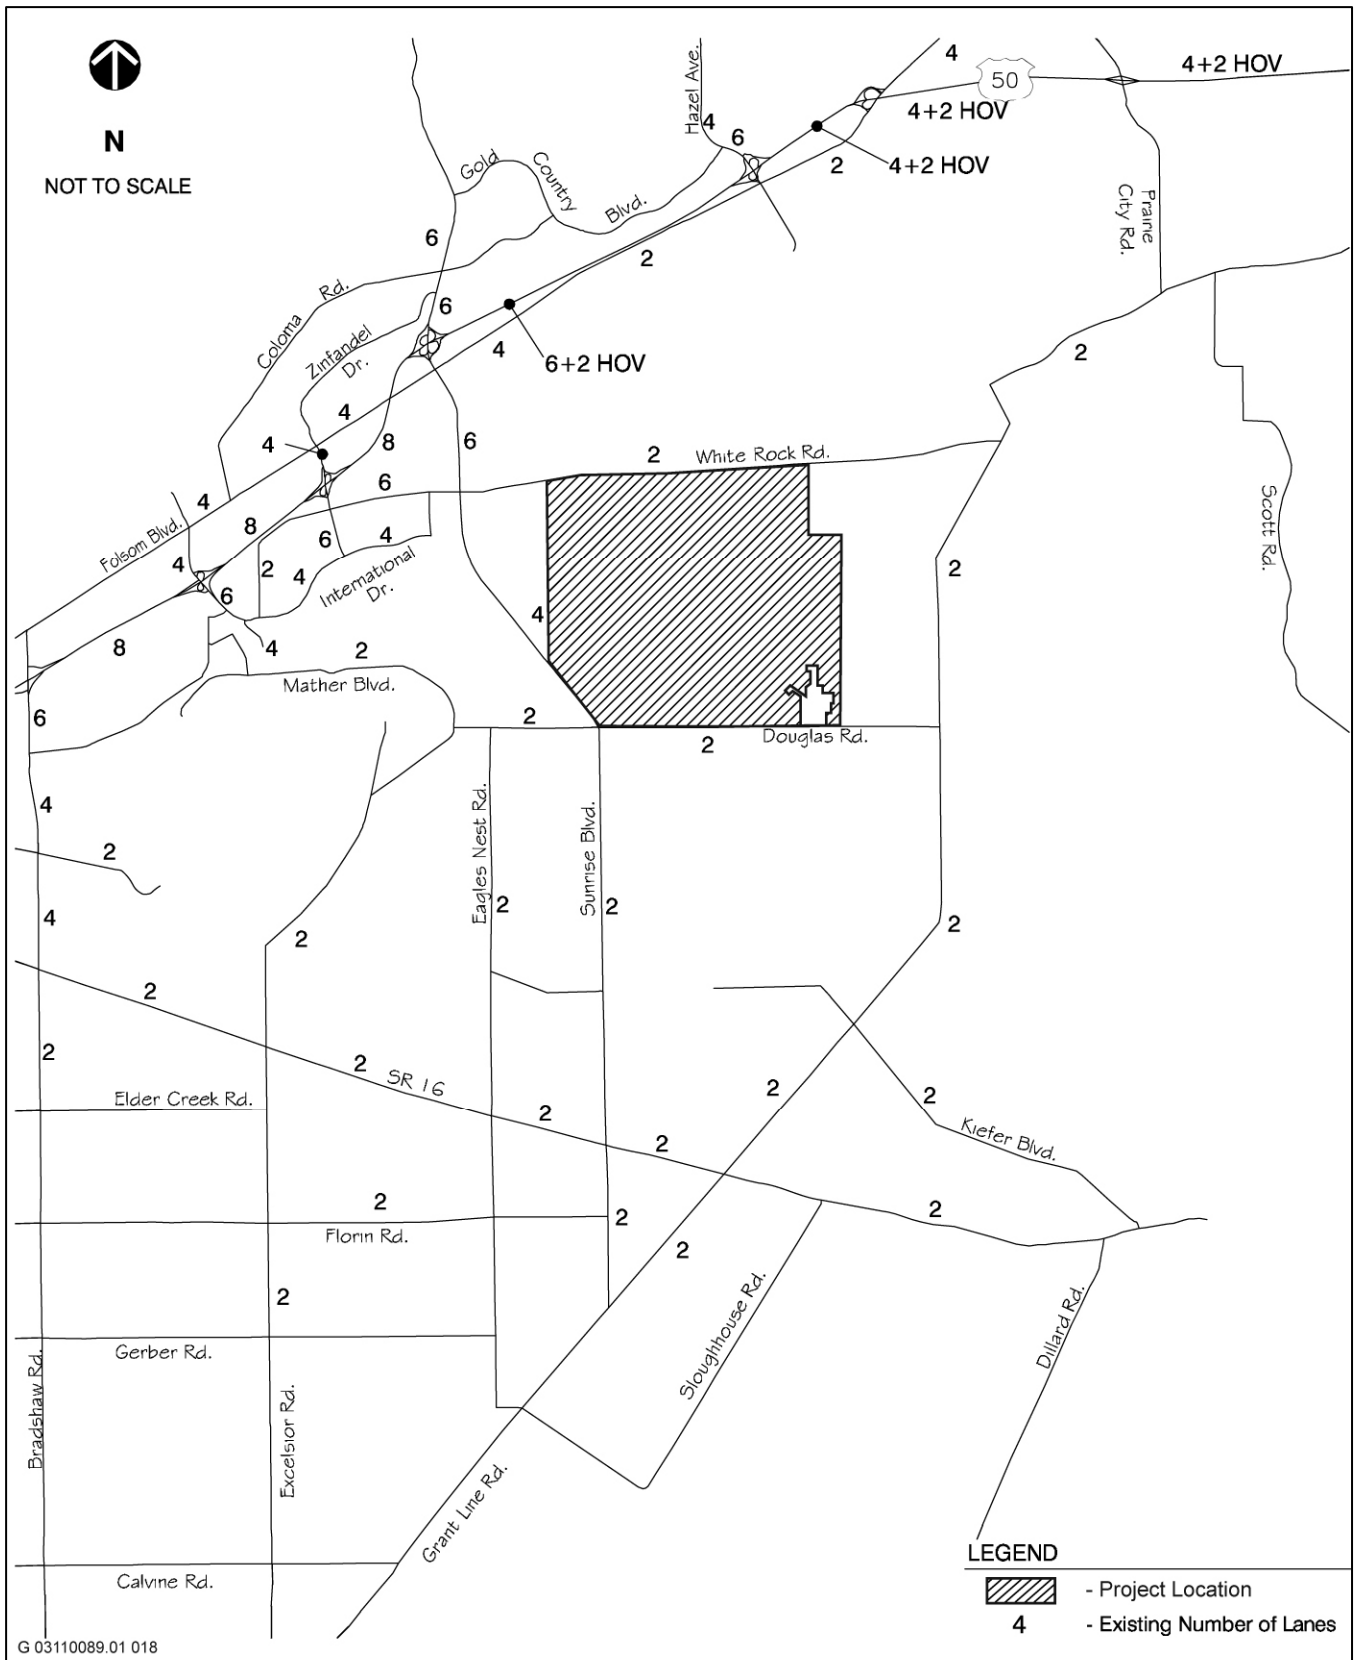 N
NOT TO SCALE
Hazel Ave.
4
4
6
50
4+2 HOV
4+2 HOV
4+2 HOV
2
Gold
Country
Blvd.
Prairie
City Rd.
6
2
Coloma
Rd.
6
Zinfandel
Dr.
4
6+2 HOV
2
4
4
8
6
2
White Rock Rd.
6
4
Folsom Blvd.
8
6
4
Scott Rd.
4
2
4
International
Dr.
6
2
4
8
4
2
Mather Blvd.
6
2
2
Douglas Rd.
4
2
Eagles Nest Rd.
2
Sunrise Blvd.
2
4
2
2
2
2
2
SR 16
2
2
2
Elder Creek Rd.
2
2
Kiefer Blvd.
2
Florin Rd.
2
2
2
2
Gerber Rd.
Bradshaw Rd.
Excelsior Rd.
Grant Line Rd.
Sloughhouse Rd.
Dillard Rd.
Calvine Rd.
LEGEND
- Project Location
4 - Existing Number of Lanes
G 03110089.01 018